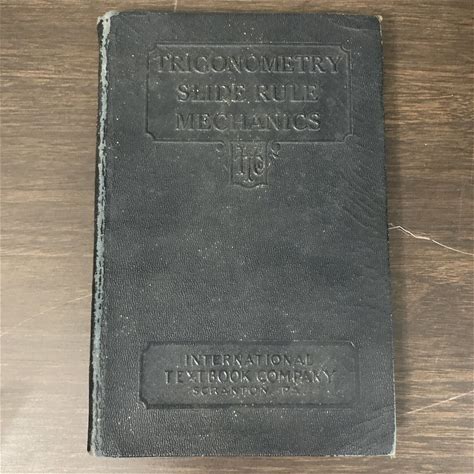 TRIGONOMETRY
SLIDE RULE
MECHANICS
ITC
INTERNATIONAL
TEXTBOOK COMPANY
SCRANTON, PA.